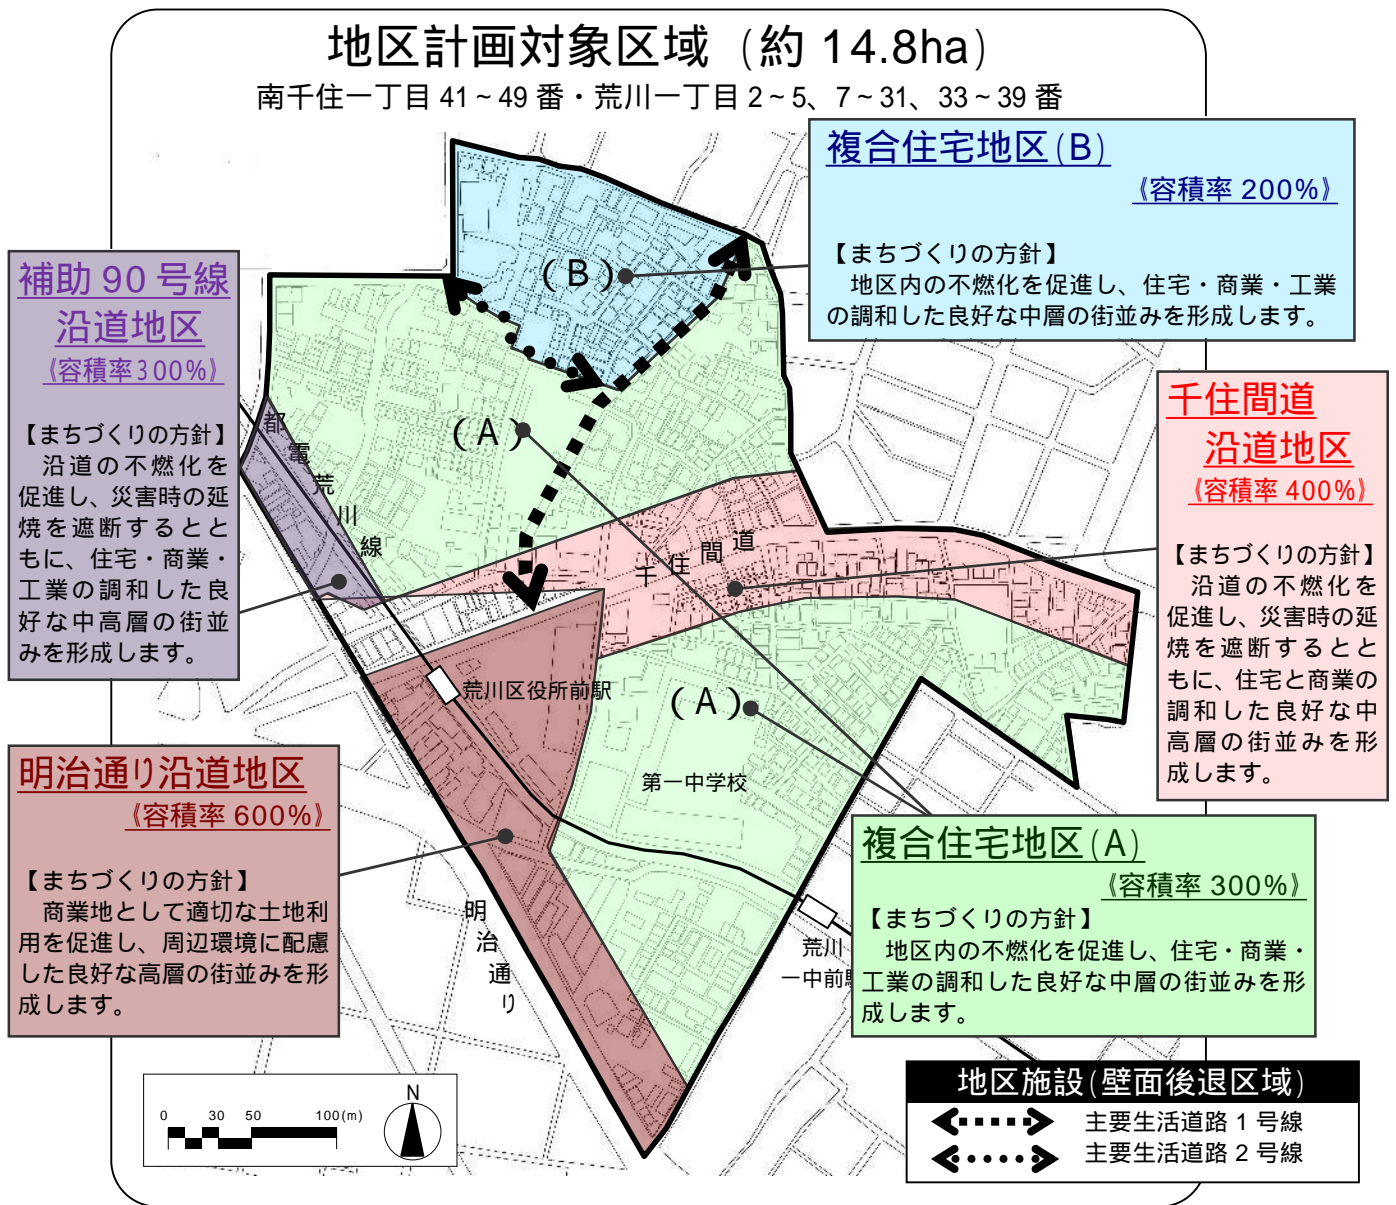 地区計画対象区域（約 14.8ha）
南千住一丁目 41～49 番・荒川一丁目 2～5、7～31、33～39 番
複合住宅地区(B)
《容積率 200%》
【まちづくりの方針】
地区内の不燃化を促進し、住宅・商業・工業
の調和した良好な中層の街並みを形成します。
補助 90 号線
沿道地区
《容積率300%》
【まちづくりの方針】
沿道の不燃化を
促進し、災害時の延
焼を遮断するとと
もに、住宅・商業・
工業の調和した良
好な中高層の街並
みを形成します。
千住間道
沿道地区
《容積率 400%》
【まちづくりの方針】
沿道の不燃化を
促進し、災害時の延
焼を遮断するとと
もに、住宅と商業の
調和した良好な中
高層の街並みを形
成します。
（B）
（A）
都電荒川線
千住間道
荒川区役所前駅
（A）
第一中学校
明治通り沿道地区
《容積率 600%》
【まちづくりの方針】
商業地として適切な土地利
用を促進し、周辺環境に配慮
した良好な高層の街並みを形
成します。
複合住宅地区(A)
《容積率 300%》
【まちづくりの方針】
地区内の不燃化を促進し、住宅・商業・
工業の調和した良好な中層の街並みを形
成します。
明治通り
荒川
一中前駅
地区施設(壁面後退区域)
主要生活道路 1 号線
主要生活道路 2 号線
0 30 50 100(m)
N